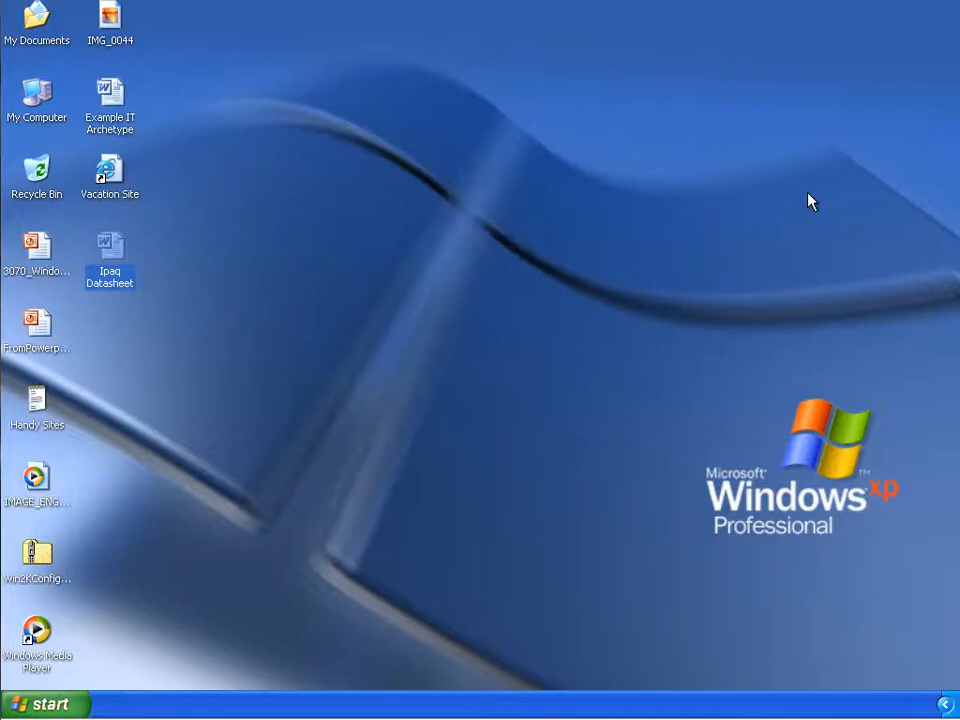 My Documents
IMG_0044
My Computer
Example IT
Archetype
Recycle Bin
Vacation Site
3070_Windo...
Ipaq
Datasheet
FromPowerp...
Handy Sites
IMAGE_ENG...
Win2KConfig...
Windows Media
Player
Microsoft®
Windows xp
Professional
start